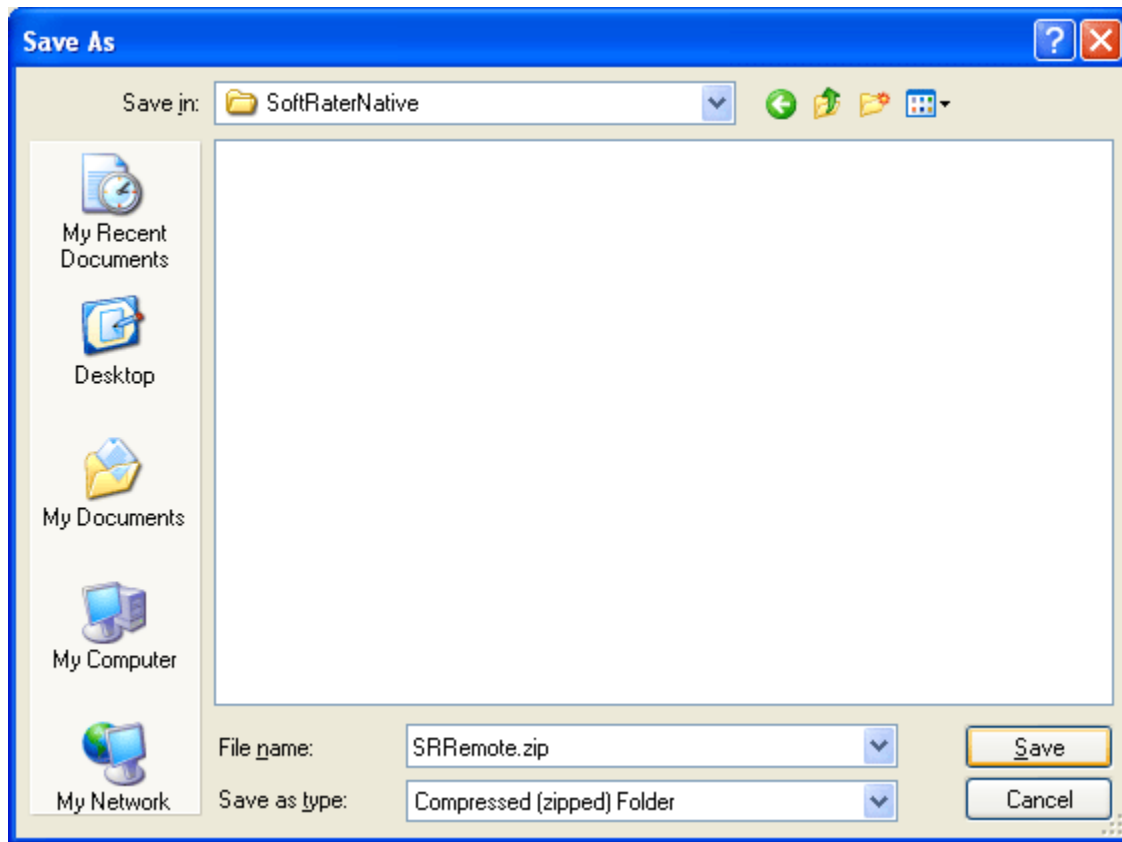 Save As
Save in:
SoftRaterNative
My Recent
Documents
Desktop
My Documents
My Computer
My Network
File name:
SRRemote.zip
Save
Save as type:
Compressed (zipped) Folder
Cancel